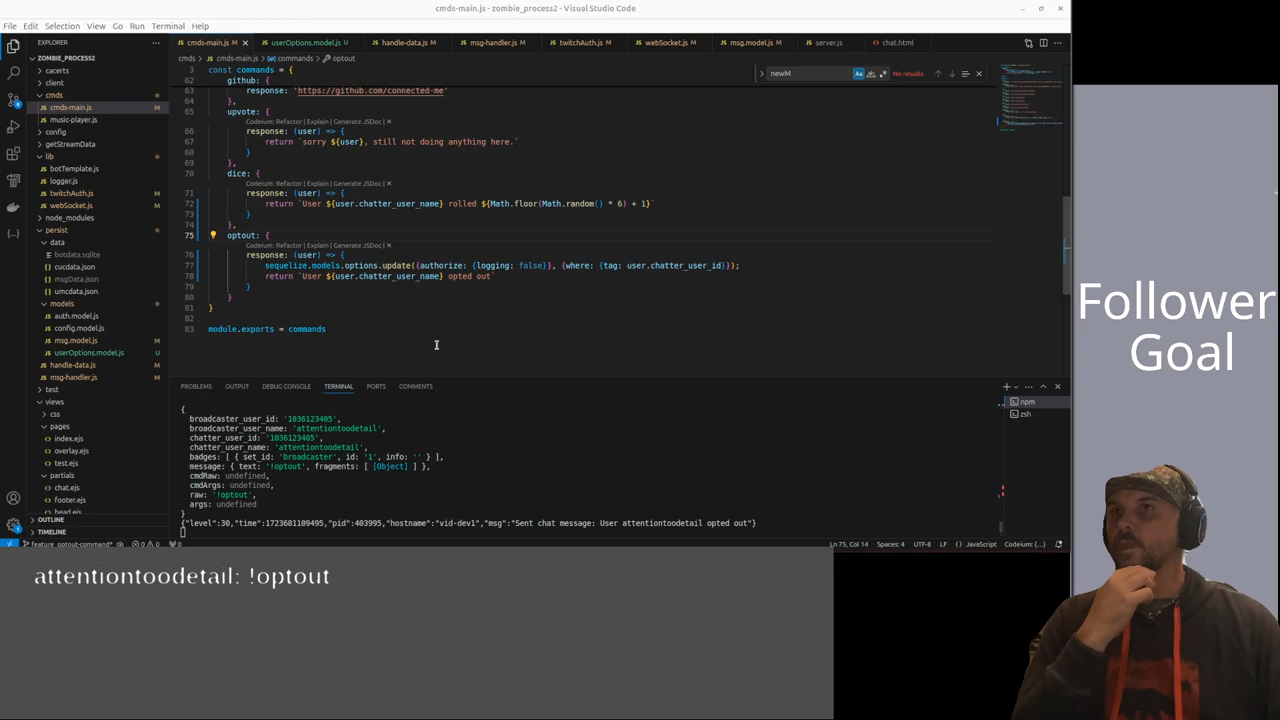 cmds-main.js - zombie_process2 - Visual Studio Code
File Edit Selection View Go Run Terminal Help
EXPLORER
cmds-main.js M
userOptions.model.js U
handle-data.js M
msg-handler.js M
twitchAuth.js M
webSocket.js M
msg.model.js M
server.js
chat.html
ZOMBIE_PROCESS2
cacerts
client
cmds
cmds-main.js M
music-player.js
config
getStreamData
lib
botTemplate.js
logger.js
twitchAuth.js M
webSocket.js M
node_modules
persist
data
botdata.sqlite
cucdata.json
msgData.json
umcdata.json
models
auth.model.js
config.model.js
msg.model.js M
userOptions.model.js U
handle-data.js M
msg-handler.js M
test
views
css
pages
index.ejs
overlay.ejs
test.ejs
partials
chat.ejs
footer.ejs
head.ejs
OUTLINE
TIMELINE
cmds > cmds-main.js > commands > optout
newM
Aa
ab
No results
3 const commands = {
62 github: {
63 response: 'https://github.com/connected-me'
64 },
65 upvote: {
Codeium: Refactor | Explain | Generate JSDoc | X
66 response: (user) => {
67 return `sorry ${user}, still not doing anything here.`
68 }
69 },
70 dice: {
Codeium: Refactor | Explain | Generate JSDoc | X
71 response: (user) => {
72 return `User ${user.chatter_user_name} rolled ${Math.floor(Math.random() * 6) + 1}`
73 }
74 },
75 optout: {
Codeium: Refactor | Explain | Generate JSDoc | X
76 response: (user) => {
77 sequelize.models.options.update({authorize: {logging: false}}, {where: {tag: user.chatter_user_id}});
78 return `User ${user.chatter_user_name} opted out`
79 }
80 }
81 }
82
83 module.exports = commands
PROBLEMS OUTPUT DEBUG CONSOLE TERMINAL PORTS COMMENTS
npm
zsh
{
broadcaster_user_id: '1036123405',
broadcaster_user_name: 'attentiontoodetail',
chatter_user_id: '1036123405',
chatter_user_name: 'attentiontoodetail',
badges: [ { set_id: 'broadcaster', id: '1', info: '' } ],
message: { text: '!optout', fragments: [ [Object] ] },
cmdRaw: undefined,
cmdArgs: undefined,
raw: '!optout',
args: undefined
}
{"level":30,"time":1723681109495,"pid":403995,"hostname":"vid-dev1","msg":"Sent chat message: User attentiontoodetail opted out"}
feature_optout-command* 0 0 0 Ln 75, Col 14 Spaces: 4 UTF-8 LF {} JavaScript Codeium: {...}
Follower
Goal
attentiontoodetail: !optout